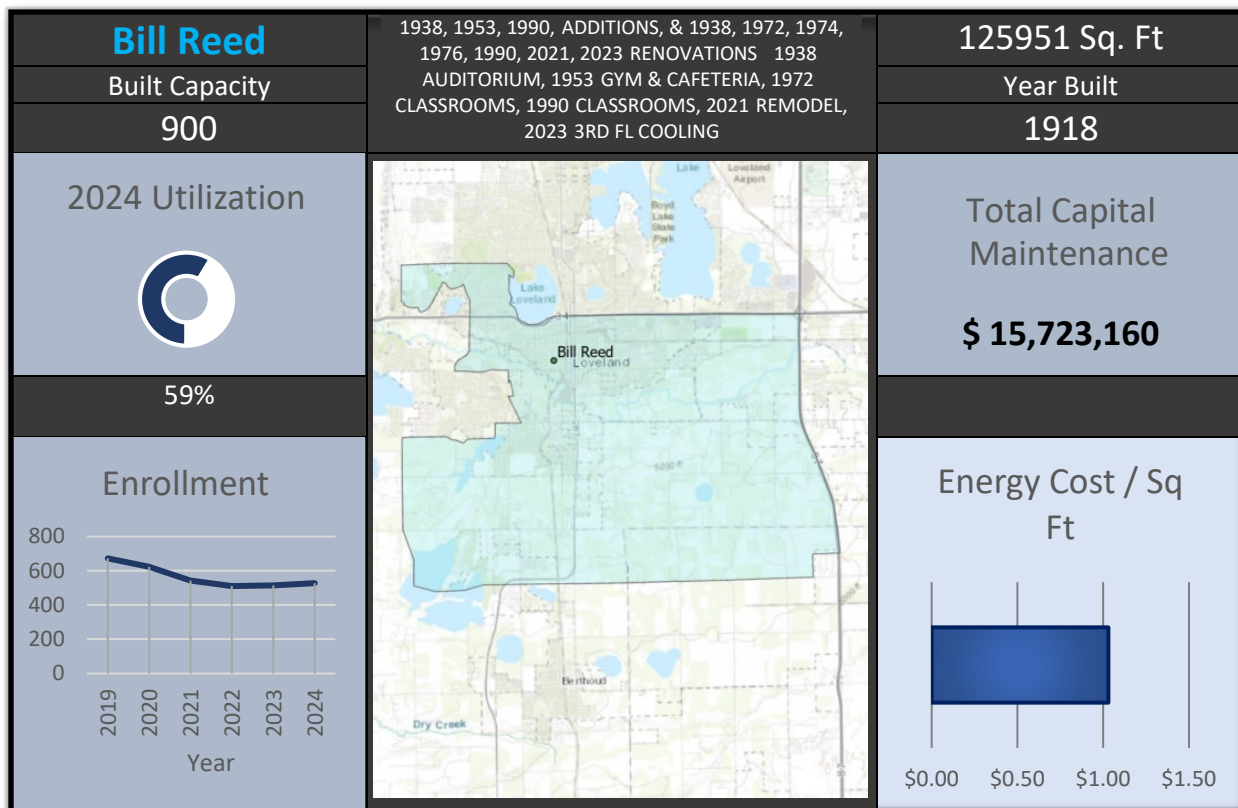 Bill Reed
Built Capacity
900
1938, 1953, 1990, ADDITIONS, & 1938, 1972, 1974,
1976, 1990, 2021, 2023 RENOVATIONS 1938
AUDITORIUM, 1953 GYM & CAFETERIA, 1972
CLASSROOMS, 1990 CLASSROOMS, 2021 REMODEL,
2023 3RD FL COOLING
125951 Sq. Ft
Year Built
1918
2024 Utilization
59%
Lake
Loveland
Airport
Boyd
Lake
State
Park
Lake
Loveland
34
Bill Reed
Loveland
5000 ft
Berthoud
Dry Creek
Total Capital
Maintenance
$ 15,723,160
Enrollment
800
600
400
200
0
2019
2020
2021
2022
2023
2024
Year
Energy Cost / Sq
Ft
$0.00
$0.50
$1.00
$1.50